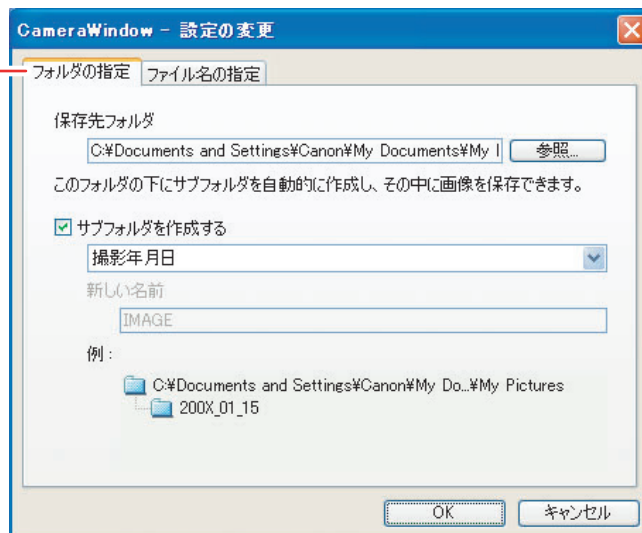 CameraWindow - 設定の変更
フォルダの指定 ファイル名の指定
保存先フォルダ
C:¥Documents and Settings¥Canon¥My Documents¥My I 参照...
このフォルダの下にサブフォルダを自動的に作成し、その中に画像を保存できます。
サブフォルダを作成する
撮影年月日
新しい名前
IMAGE
例：
C:¥Documents and Settings¥Canon¥My Do...¥My Pictures
200X_01_15
OK キャンセル